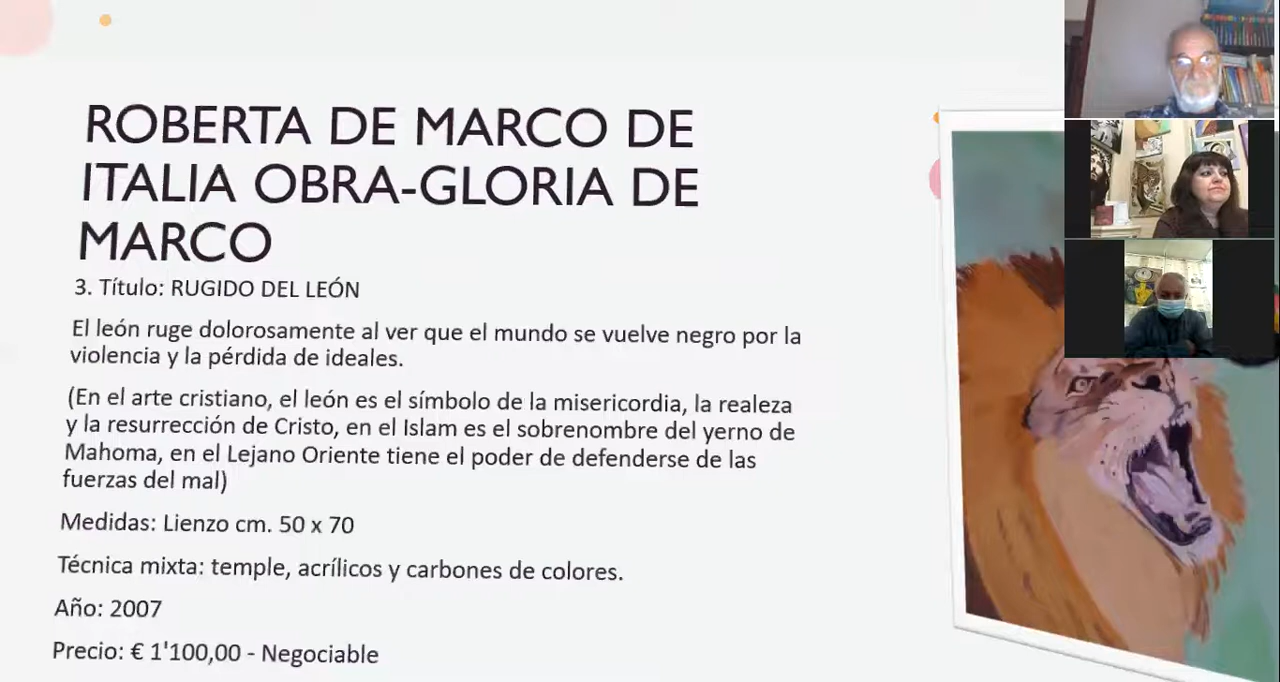 ROBERTA DE MARCO DE
ITALIA OBRA-GLORIA DE
MARCO
3. Título: RUGIDO DEL LEÓN
El león ruge dolorosamente al ver que el mundo se vuelve negro por la
violencia y la pérdida de ideales.
(En el arte cristiano, el león es el símbolo de la misericordia, la realeza
y la resurrección de Cristo, en el Islam es el sobrenombre del yerno de
Mahoma, en el Lejano Oriente tiene el poder de defenderse de las
fuerzas del mal)
Medidas: Lienzo cm. 50 x 70
Técnica mixta: temple, acrílicos y carbones de colores.
Año: 2007
Precio: € 1'100,00 - Negociable